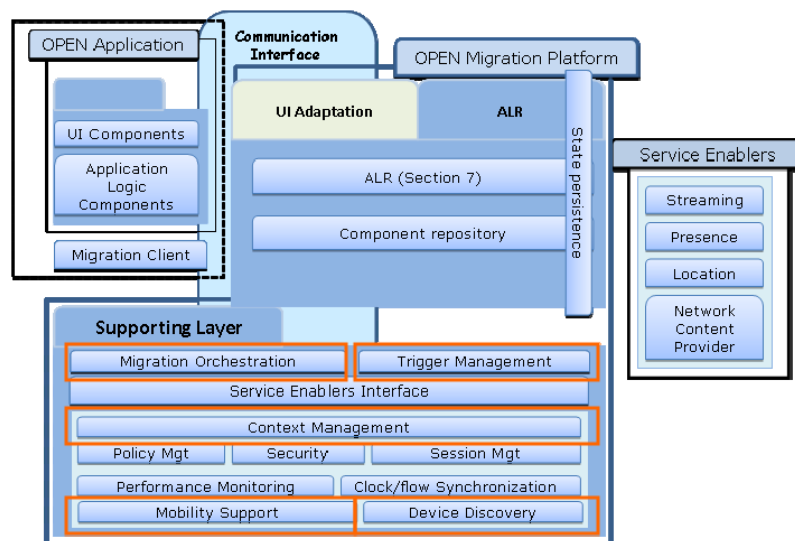 OPEN Application
Communication
Interface
OPEN Migration Platform
UI Adaptation
ALR
State persistence
UI Components
Application
Logic
Components
Migration Client
ALR (Section 7)
Component repository
Service Enablers
Streaming
Presence
Location
Network
Content
Provider
Supporting Layer
Migration Orchestration
Trigger Management
Service Enablers Interface
Context Management
Policy Mgt
Security
Session Mgt
Performance Monitoring
Clock/flow Synchronization
Mobility Support
Device Discovery